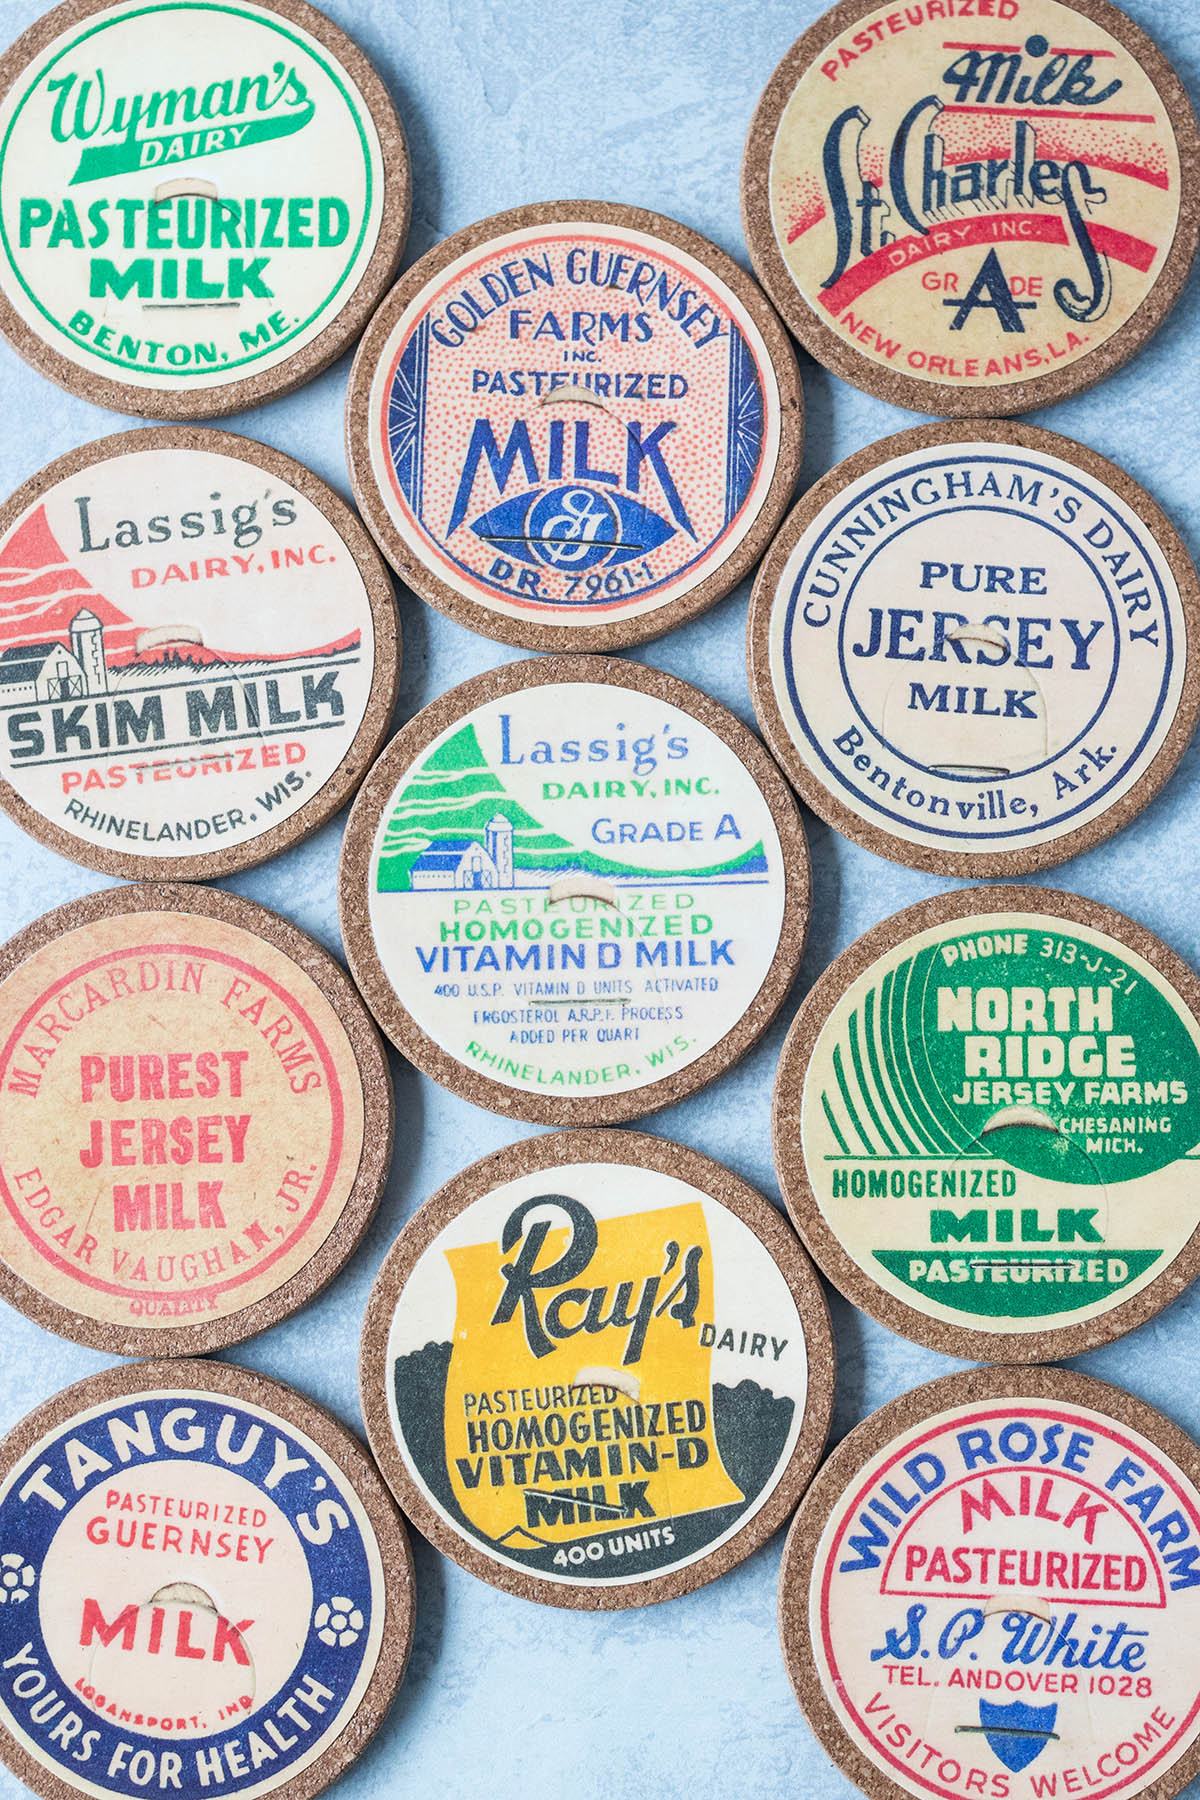 Wyman's
DAIRY
PASTEURIZED
MILK
BENTON, ME.
PASTEURIZED
Milk
St. Charles
DAIRY INC.
GRADE A
NEW ORLEANS, LA.
GOLDEN GUERNSEY
FARMS
INC.
PASTEURIZED
MILK
GG
DR. 7961-1
Lassig's
DAIRY, INC.
SKIM MILK
PASTEURIZED
RHINELANDER, WIS.
CUNNINGHAM'S DAIRY
PURE
JERSEY
MILK
Bentonville, Ark.
Lassig's
DAIRY, INC.
GRADE A
PASTEURIZED
HOMOGENIZED
VITAMIN D MILK
400 U.S.P. VITAMIN D UNITS ACTIVATED
ERGOSTEROL A.R.P.I. PROCESS
ADDED PER QUART
RHINELANDER, WIS.
MARCARDIN FARMS
PUREST
JERSEY
MILK
EDGAR VAUGHAN, JR.
QUALITY
PHONE 313-J-21
NORTH
RIDGE
JERSEY FARMS
CHESANING
MICH.
HOMOGENIZED
MILK
PASTEURIZED
Ray's
DAIRY
PASTEURIZED
HOMOGENIZED
VITAMIN-D
MILK
400 UNITS
TANGUY'S
PASTEURIZED
GUERNSEY
MILK
LOGANSPORT, IND
YOURS FOR HEALTH
WILD ROSE FARM
MILK
PASTEURIZED
S.P. White
TEL. ANDOVER 1028
VISITORS WELCOME